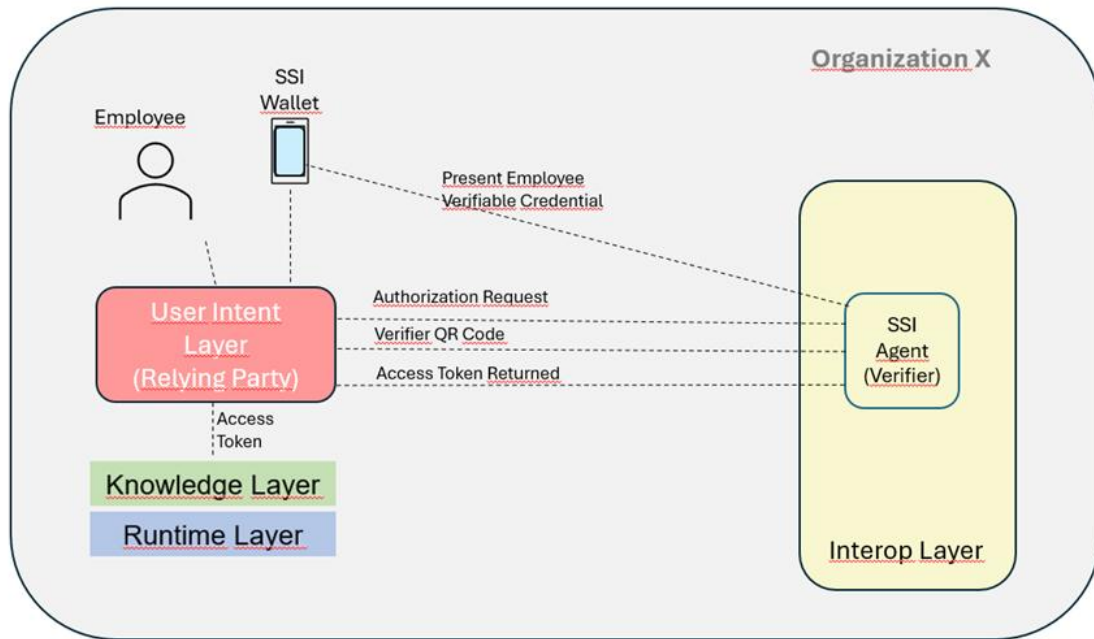 Organization X
SSI
Wallet
Employee
Present Employee
Verifiable Credential
User Intent
Layer
(Relying Party)
Authorization Request
Verifier QR Code
Access Token Returned
SSI
Agent
(Verifier)
Access
Token
Knowledge Layer
Runtime Layer
Interop Layer